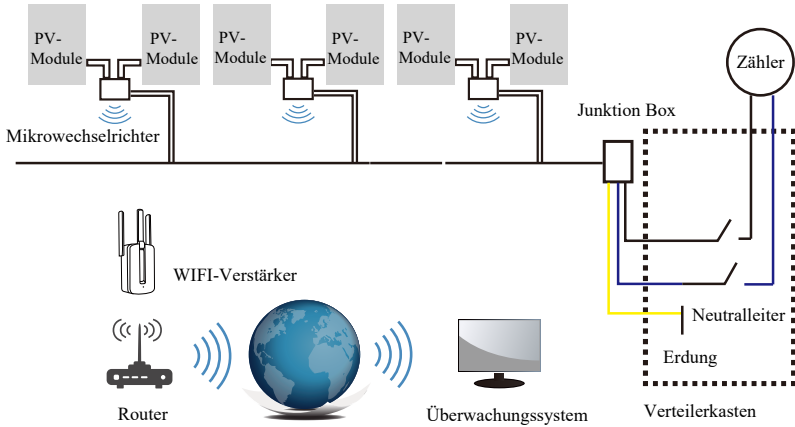 PV-
Module
PV-
Module
PV-
Module
PV-
Module
PV-
Module
PV-
Module
Zähler
Junktion Box
Mikrowechselrichter
WIFI-Verstärker
Neutralleiter
Erdung
Router
Überwachungssystem
Verteilerkasten